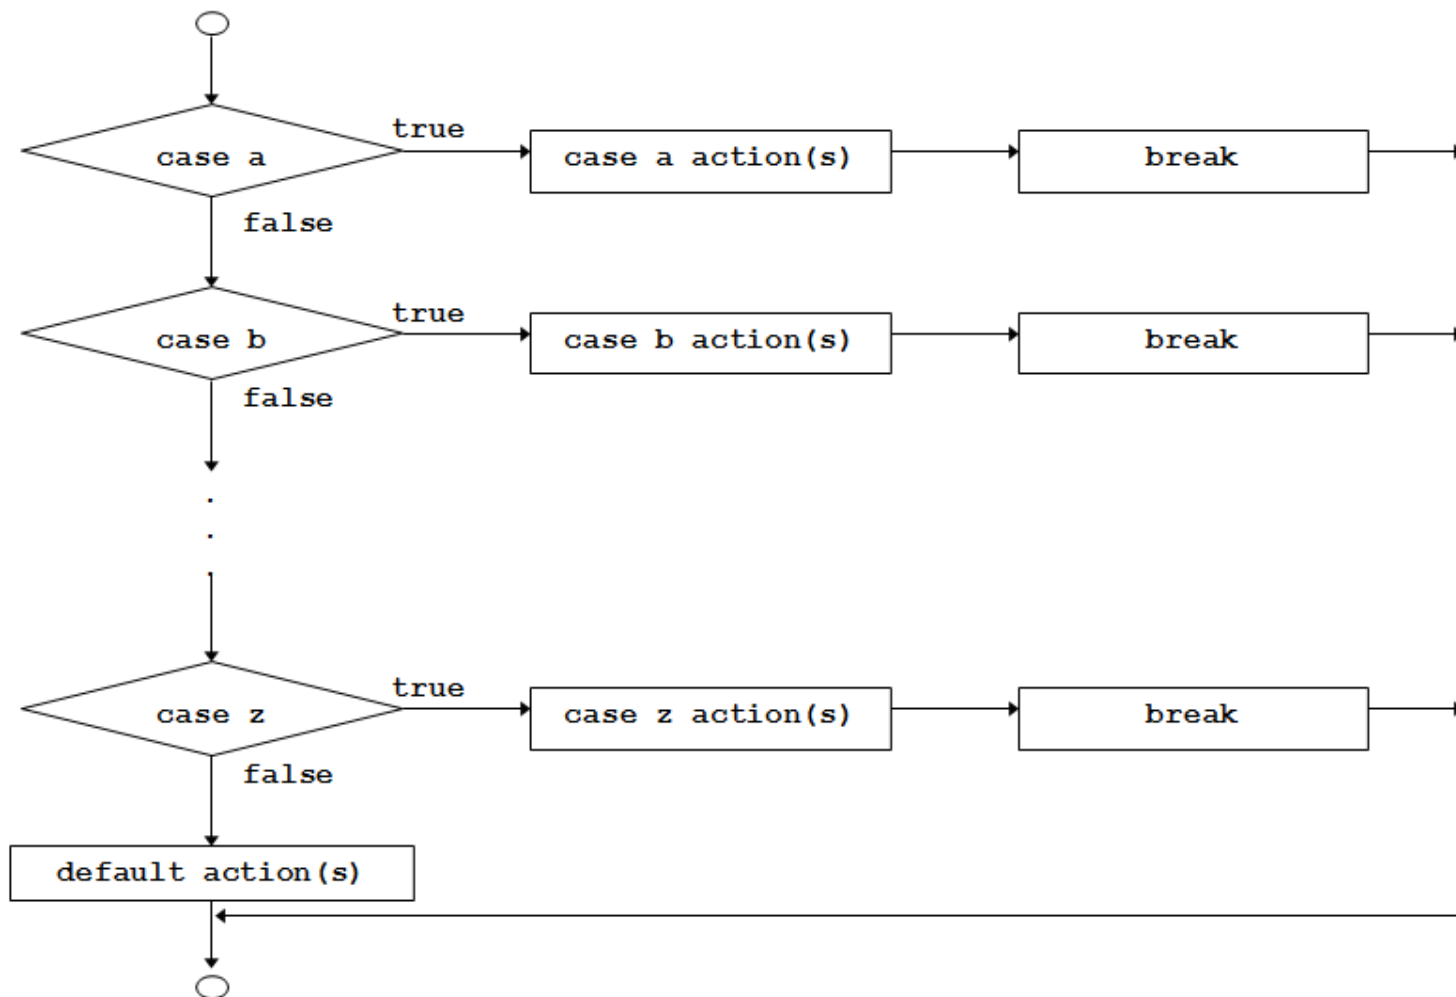 true
case a
case a action(s)
break
false
true
case b
case b action(s)
break
false
.
.
.
true
case z
case z action(s)
break
false
default action(s)